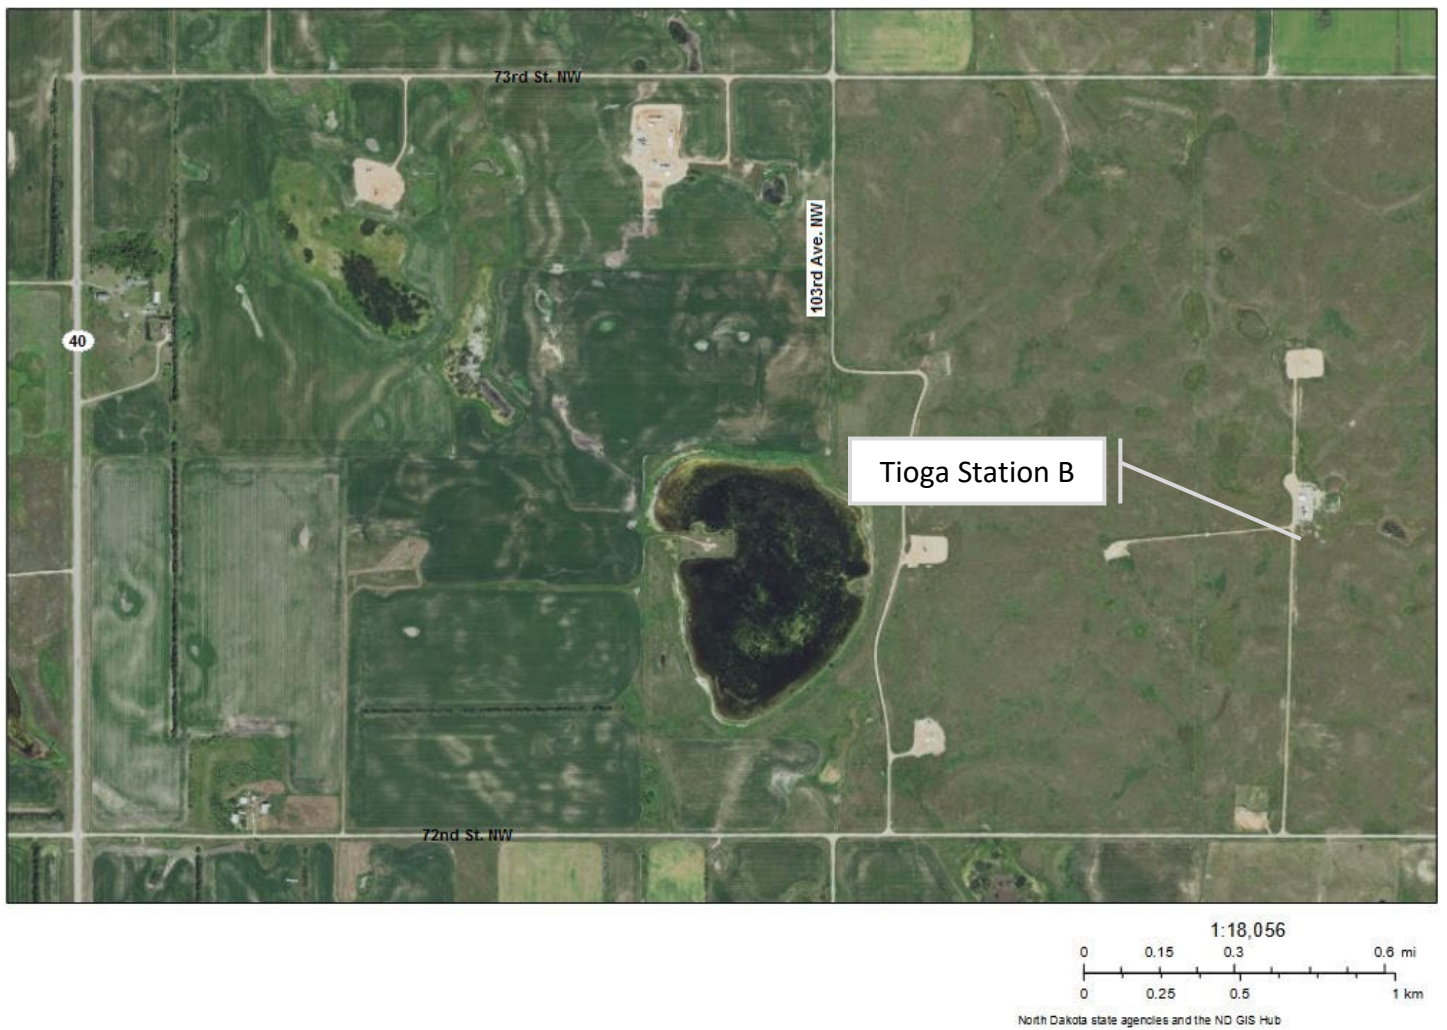 73rd St. NW
103rd Ave. NW
40
Tioga Station B
72nd St. NW
1:18,056
0 0.15 0.3 0.6 mi
0 0.25 0.5 1 km
North Dakota state agencies and the ND GIS Hub